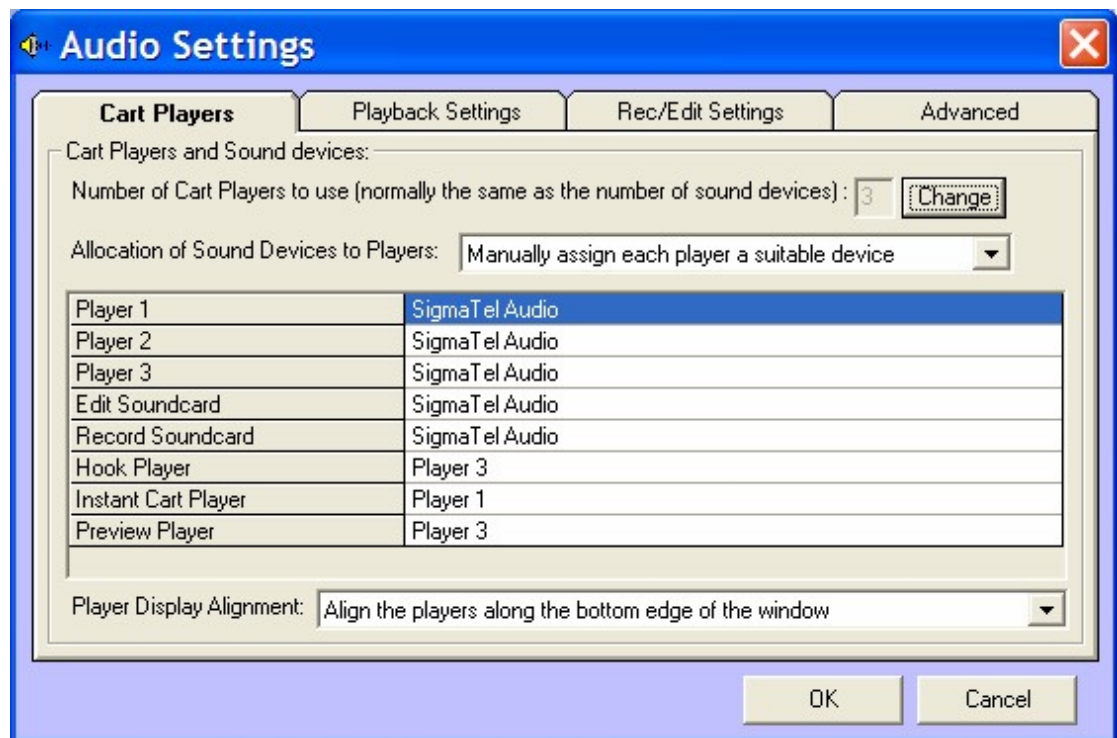 Audio Settings
Cart Players Playback Settings Rec/Edit Settings Advanced
Cart Players and Sound devices:
Number of Cart Players to use (normally the same as the number of sound devices) : 3 Change
Allocation of Sound Devices to Players: Manually assign each player a suitable device
Player 1 SigmaTel Audio
Player 2 SigmaTel Audio
Player 3 SigmaTel Audio
Edit Soundcard SigmaTel Audio
Record Soundcard SigmaTel Audio
Hook Player Player 3
Instant Cart Player Player 1
Preview Player Player 3
Player Display Alignment: Align the players along the bottom edge of the window
OK Cancel